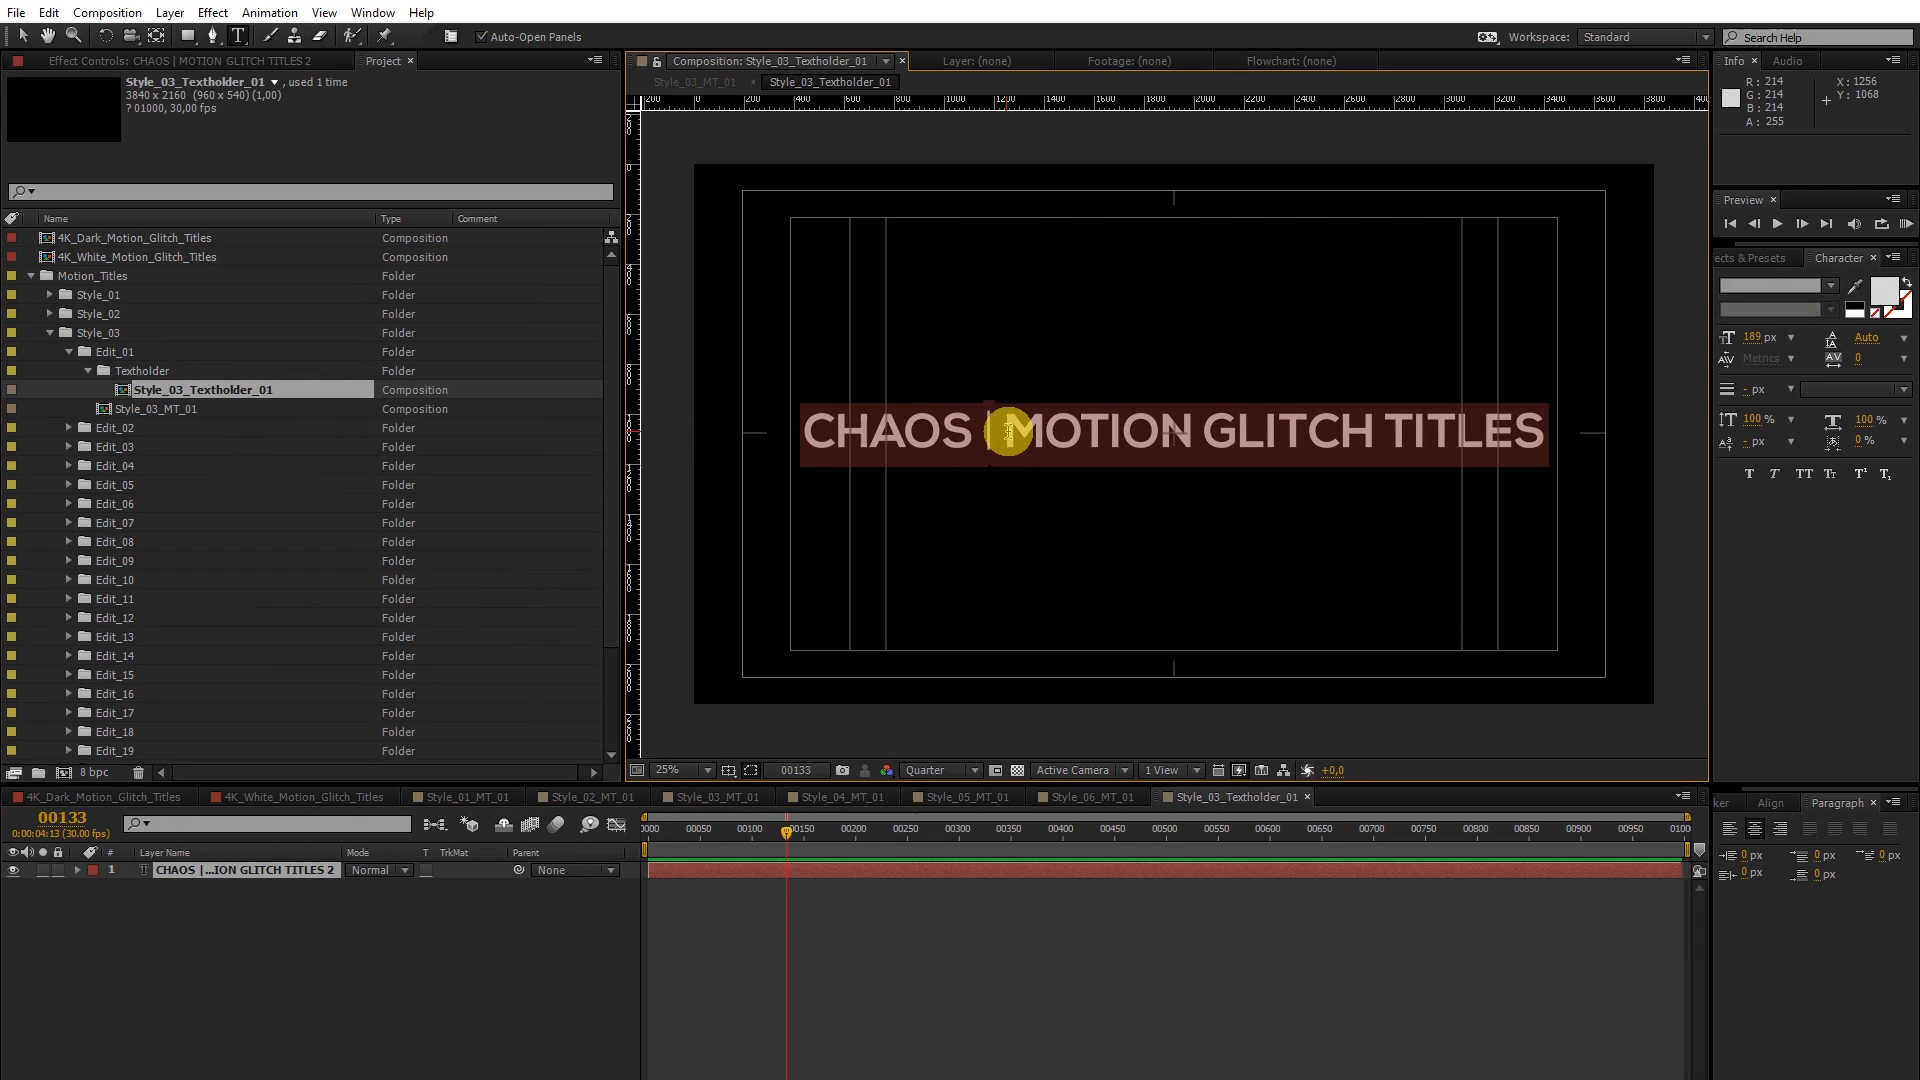 File Edit Composition Layer Effect Animation View Window Help
Auto-Open Panels
Workspace: Standard
Search Help
Effect Controls: CHAOS | MOTION GLITCH TITLES 2
Project
Style_03_Textholder_01 , used 1 time
3840 x 2160 (960 x 540) (1,00)
? 01000, 30,00 fps
Name Type Comment
4K_Dark_Motion_Glitch_Titles Composition
4K_White_Motion_Glitch_Titles Composition
Motion_Titles Folder
Style_01 Folder
Style_02 Folder
Style_03 Folder
Edit_01 Folder
Textholder Folder
Style_03_Textholder_01 Composition
Style_03_MT_01 Composition
Edit_02 Folder
Edit_03 Folder
Edit_04 Folder
Edit_05 Folder
Edit_06 Folder
Edit_07 Folder
Edit_08 Folder
Edit_09 Folder
Edit_10 Folder
Edit_11 Folder
Edit_12 Folder
Edit_13 Folder
Edit_14 Folder
Edit_15 Folder
Edit_16 Folder
Edit_17 Folder
Edit_18 Folder
Edit_19 Folder
8 bpc
Composition: Style_03_Textholder_01
Layer: (none)
Footage: (none)
Flowchart: (none)
Style_03_MT_01
Style_03_Textholder_01
CHAOS | MOTION GLITCH TITLES
25% 00133 Quarter Active Camera 1 View +0,0
Info Audio
R: 214 X: 1256
G: 214 Y: 1068
B: 214
A: 255
Preview
ects & Presets Character
189 px Auto
Metrics 0
- px
100 % 100 %
- px 0 %
T T TT Tr T¹ T₁
4K_Dark_Motion_Glitch_Titles
4K_White_Motion_Glitch_Titles
Style_01_MT_01
Style_02_MT_01
Style_03_MT_01
Style_04_MT_01
Style_05_MT_01
Style_06_MT_01
Style_03_Textholder_01
00133
0:00:04:13 (30.00 fps)
0000 00050 00100 00150 00200 00250 00300 00350 00400 00450 00500 00550 00600 00650 00700 00750 00800 00850 00900 00950 0100
# Layer Name Mode T TrkMat Parent
1 T CHAOS |...ION GLITCH TITLES 2 Normal None
ker Align Paragraph
0 px 0 px 0 px
0 px 0 px